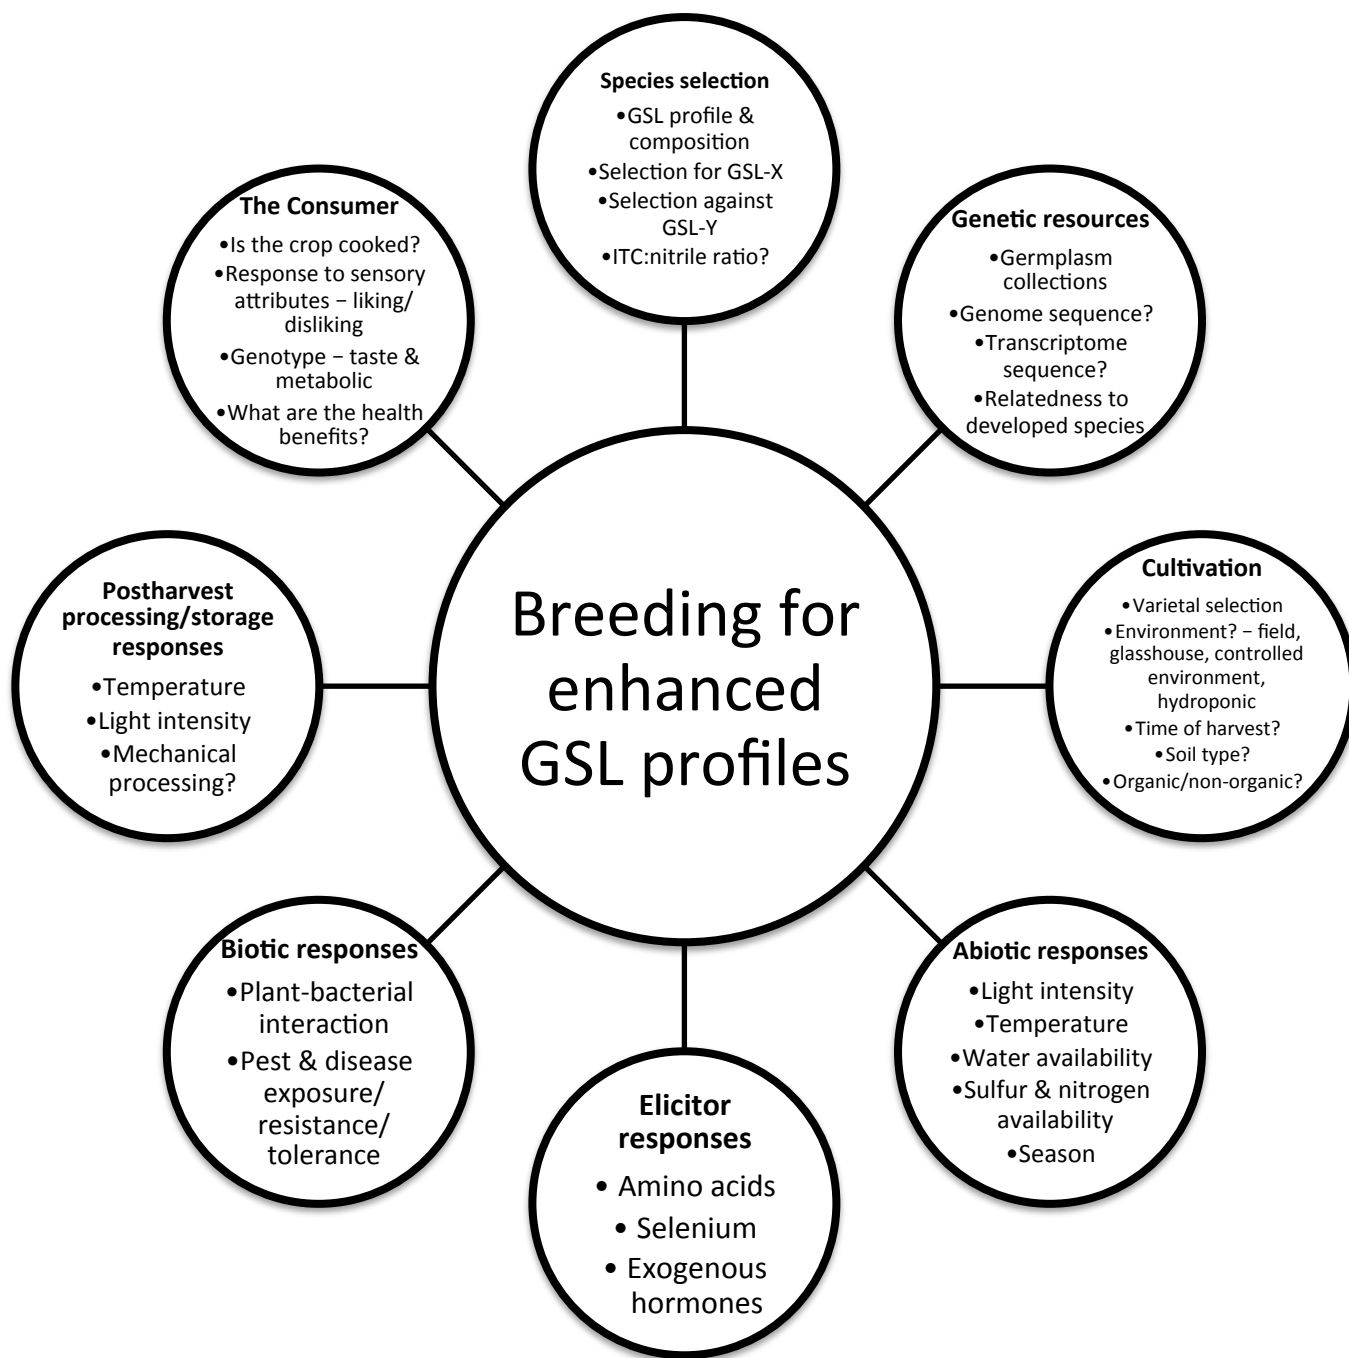 Species selection
•GSL profile &
composition
•Selection for GSL-X
•Selection against
GSL-Y
•ITC:nitrile ratio?
Genetic resources
•Germplasm
collections
•Genome sequence?
•Transcriptome
sequence?
•Relatedness to
developed species
Cultivation
•Varietal selection
•Environment? – field,
glasshouse, controlled
environment,
hydroponic
•Time of harvest?
•Soil type?
•Organic/non-organic?
Abiotic responses
•Light intensity
•Temperature
•Water availability
•Sulfur & nitrogen
availability
•Season
Elicitor
responses
• Amino acids
• Selenium
• Exogenous
hormones
Biotic responses
•Plant-bacterial
interaction
•Pest & disease
exposure/
resistance/
tolerance
Postharvest
processing/storage
responses
•Temperature
•Light intensity
•Mechanical
processing?
The Consumer
•Is the crop cooked?
•Response to sensory
attributes – liking/
disliking
•Genotype – taste &
metabolic
•What are the health
benefits?
Breeding for
enhanced
GSL profiles